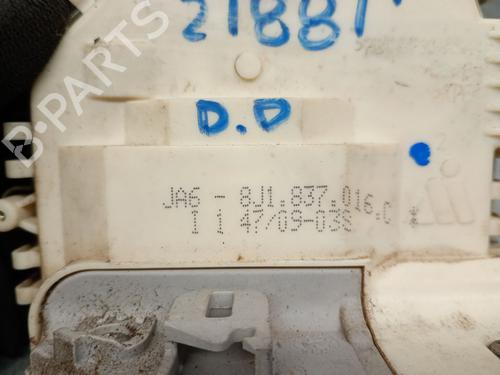 21881
D.D
JA6 - 8J1.837.016.C
1 1 47/09-03S
B-PARTS